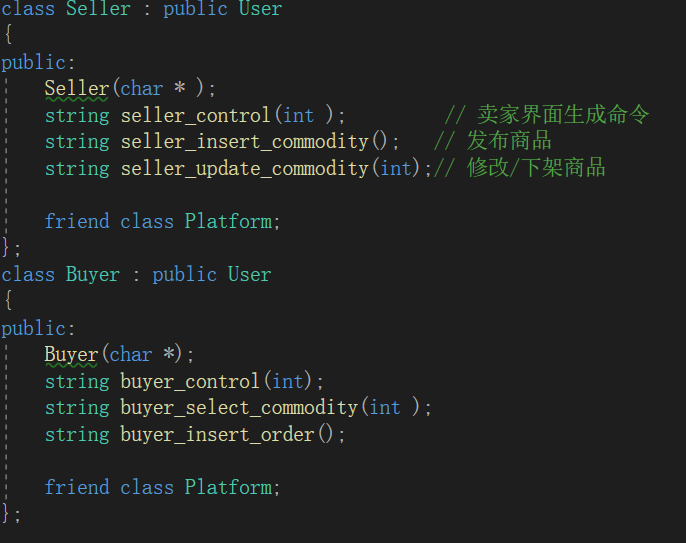 class Seller : public User
{
public:
    Seller(char * );
    string seller_control(int );         // 卖家界面生成命令
    string seller_insert_commodity();   // 发布商品
    string seller_update_commodity(int);// 修改/下架商品

    friend class Platform;
};
class Buyer : public User
{
public:
    Buyer(char *);
    string buyer_control(int);
    string buyer_select_commodity(int );
    string buyer_insert_order();

    friend class Platform;
};